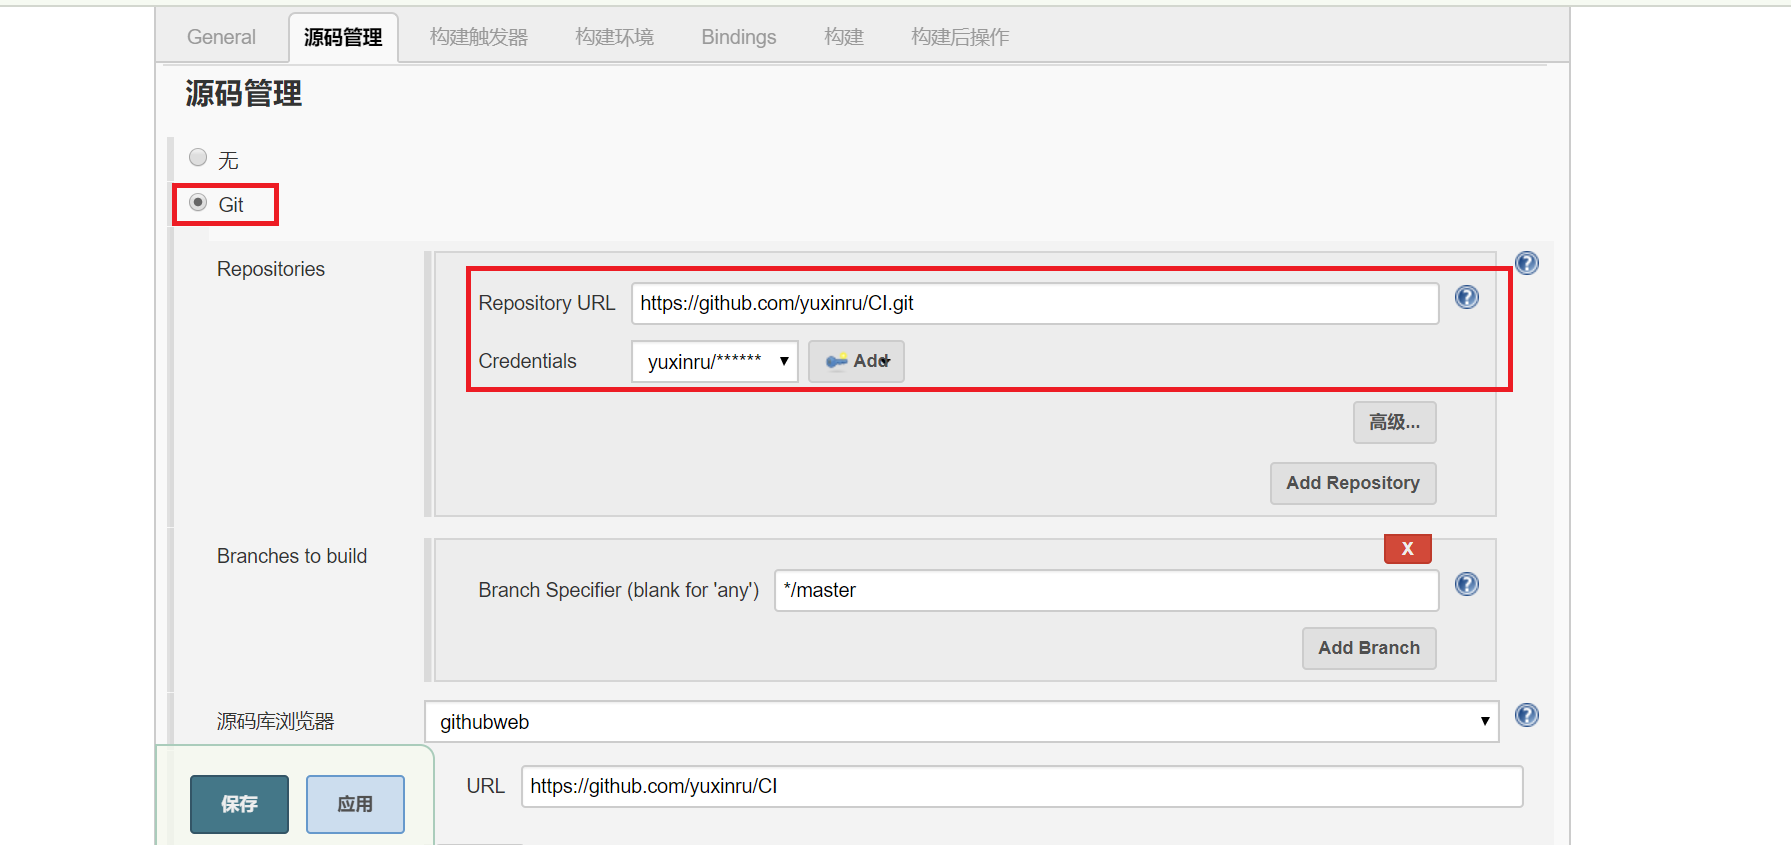 General 源码管理 构建触发器 构建环境 Bindings 构建 构建后操作
源码管理
无
Git
Repositories
Repository URL https://github.com/yuxinru/CI.git
Credentials yuxinru/****** Add
高级...
Add Repository
Branches to build
X
Branch Specifier (blank for 'any') */master
Add Branch
源码库浏览器 githubweb
URL https://github.com/yuxinru/CI
保存 应用